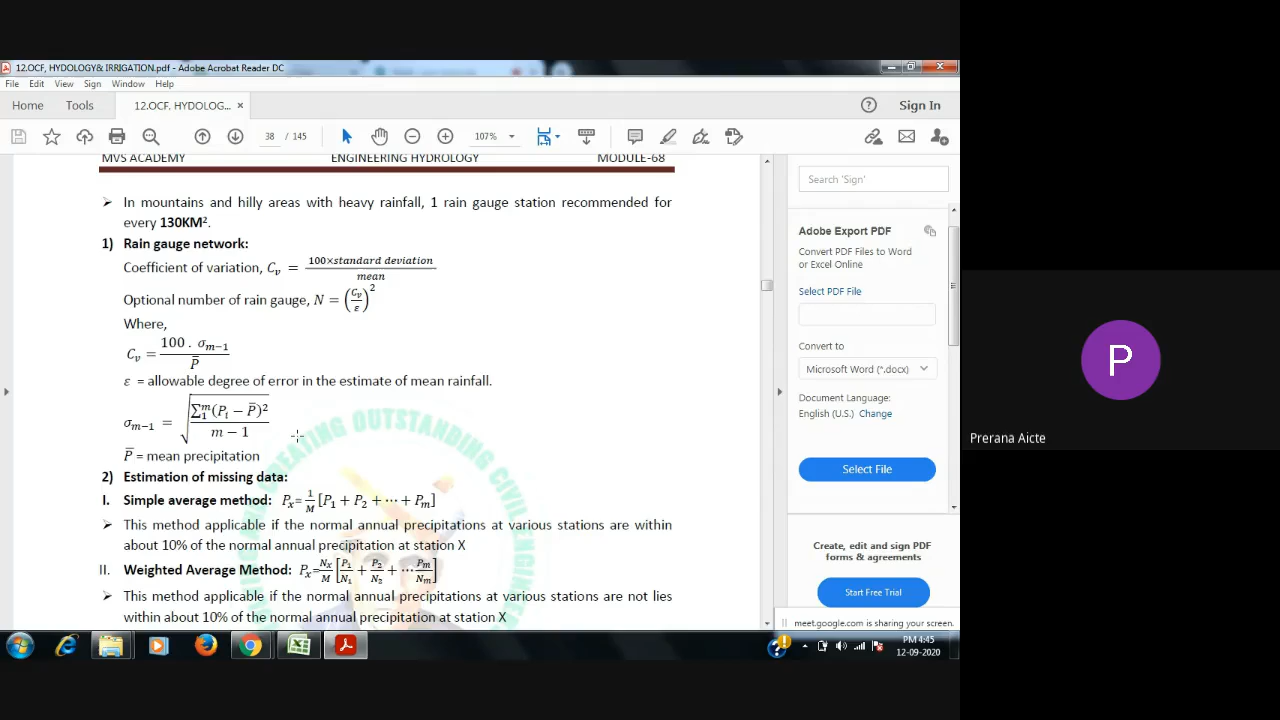 12.OCF, HYDOLOGY& IRRIGATION.pdf - Adobe Acrobat Reader DC
File Edit View Sign Window Help
Home Tools 12.OCF, HYDOLOG... × Sign In
38 / 145 107%
MVS ACADEMY ENGINEERING HYDROLOGY MODULE-68
➢ In mountains and hilly areas with heavy rainfall, 1 rain gauge station recommended for
every 130KM².
1) Rain gauge network:
Coefficient of variation, Cᵥ = (100×standard deviation)/(mean)
Optional number of rain gauge, N = (Cᵥ/ε)²
Where,
Cᵥ = (100 . σₘ₋₁)/P̅
ε = allowable degree of error in the estimate of mean rainfall.
σₘ₋₁ = √(∑₁ᵐ(Pᵢ − P̅)²/(m − 1))
P̅ = mean precipitation
2) Estimation of missing data:
I. Simple average method: Pₓ= 1/M [P₁ + P₂ + ⋯ + Pₘ]
➢ This method applicable if the normal annual precipitations at various stations are within
about 10% of the normal annual precipitation at station X
II. Weighted Average Method: Pₓ= Nₓ/M [P₁/N₁ + P₂/N₂ + ⋯ Pₘ/Nₘ]
➢ This method applicable if the normal annual precipitations at various stations are not lies
within about 10% of the normal annual precipitation at station X
CREATING OUTSTANDING CIVIL ENGINEER
Search 'Sign'
Adobe Export PDF
Convert PDF Files to Word
or Excel Online
Select PDF File
Convert to
Microsoft Word (*.docx)
Document Language:
English (U.S.) Change
Select File
Create, edit and sign PDF
forms & agreements
Start Free Trial
meet.google.com is sharing your screen.
PM 4:45
12-09-2020
P
Prerana Aicte